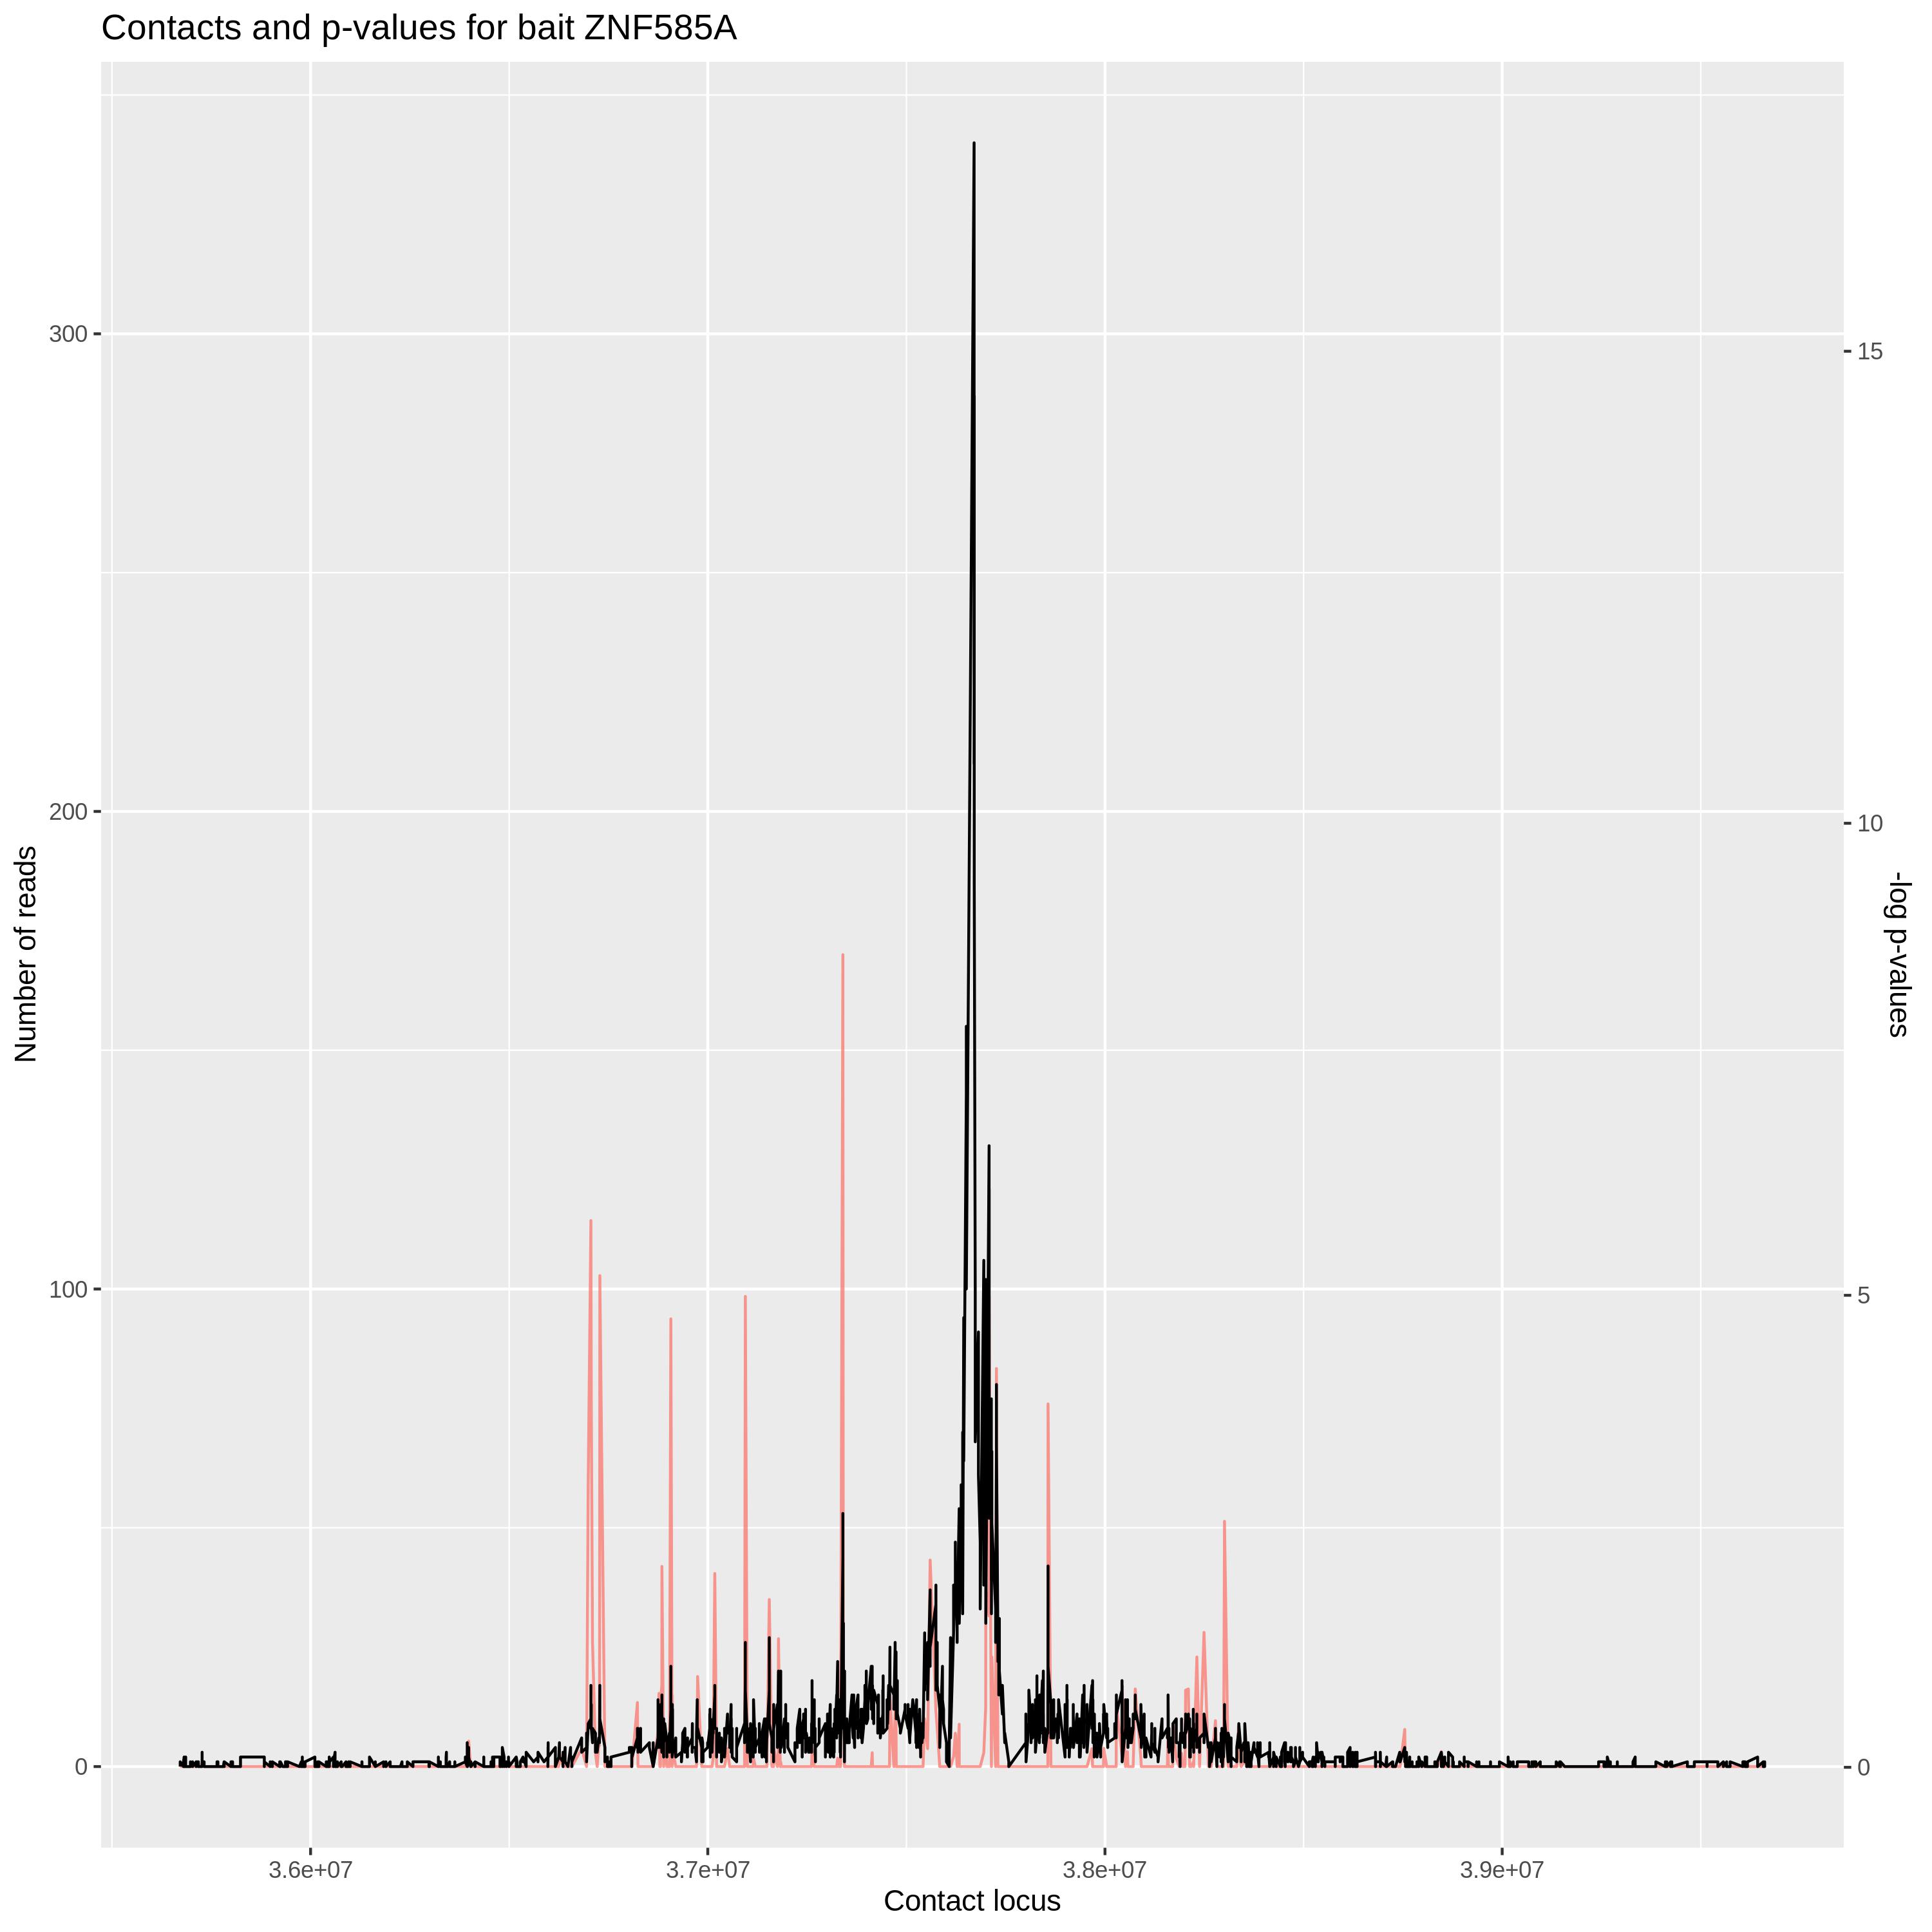 Contacts and p-values for bait ZNF585A
Number of reads
300
200
100
0
15
10
5
0
-log p-values
3.6e+07
3.7e+07
3.8e+07
3.9e+07
Contact locus